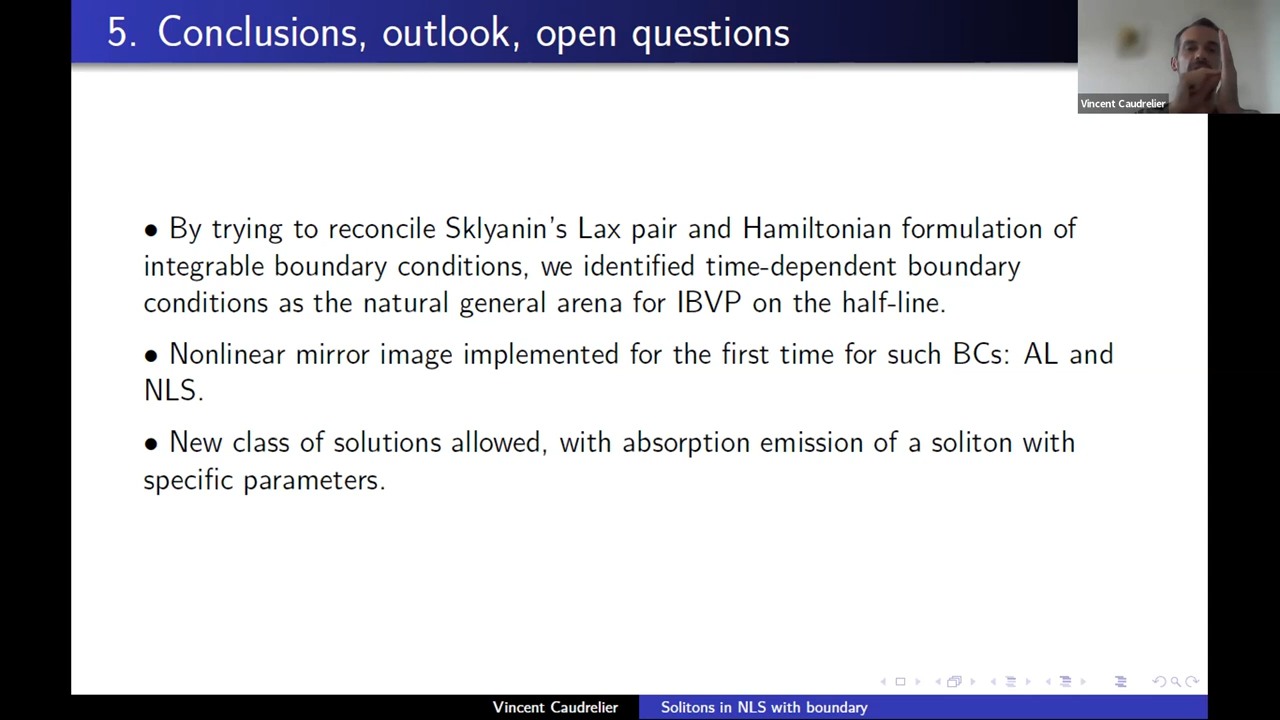 5. Conclusions, outlook, open questions
Vincent Caudrelier
• By trying to reconcile Sklyanin's Lax pair and Hamiltonian formulation of
integrable boundary conditions, we identified time-dependent boundary
conditions as the natural general arena for IBVP on the half-line.
• Nonlinear mirror image implemented for the first time for such BCs: AL and
NLS.
• New class of solutions allowed, with absorption emission of a soliton with
specific parameters.
Vincent Caudrelier
Solitons in NLS with boundary